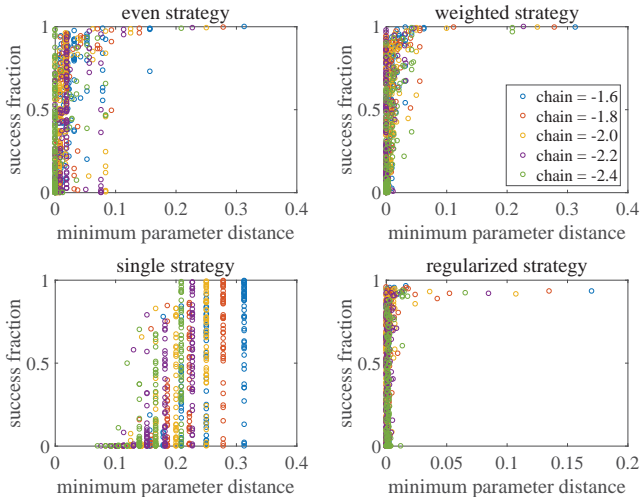 even strategy
1
0.5
0
success fraction
0 0.1 0.2 0.3 0.4
minimum parameter distance
weighted strategy
1
0.5
0
success fraction
chain = -1.6
chain = -1.8
chain = -2.0
chain = -2.2
chain = -2.4
0 0.1 0.2 0.3 0.4
minimum parameter distance
single strategy
1
0.5
0
success fraction
0 0.1 0.2 0.3 0.4
minimum parameter distance
regularized strategy
1
0.5
0
success fraction
0 0.05 0.1 0.15 0.2
minimum parameter distance